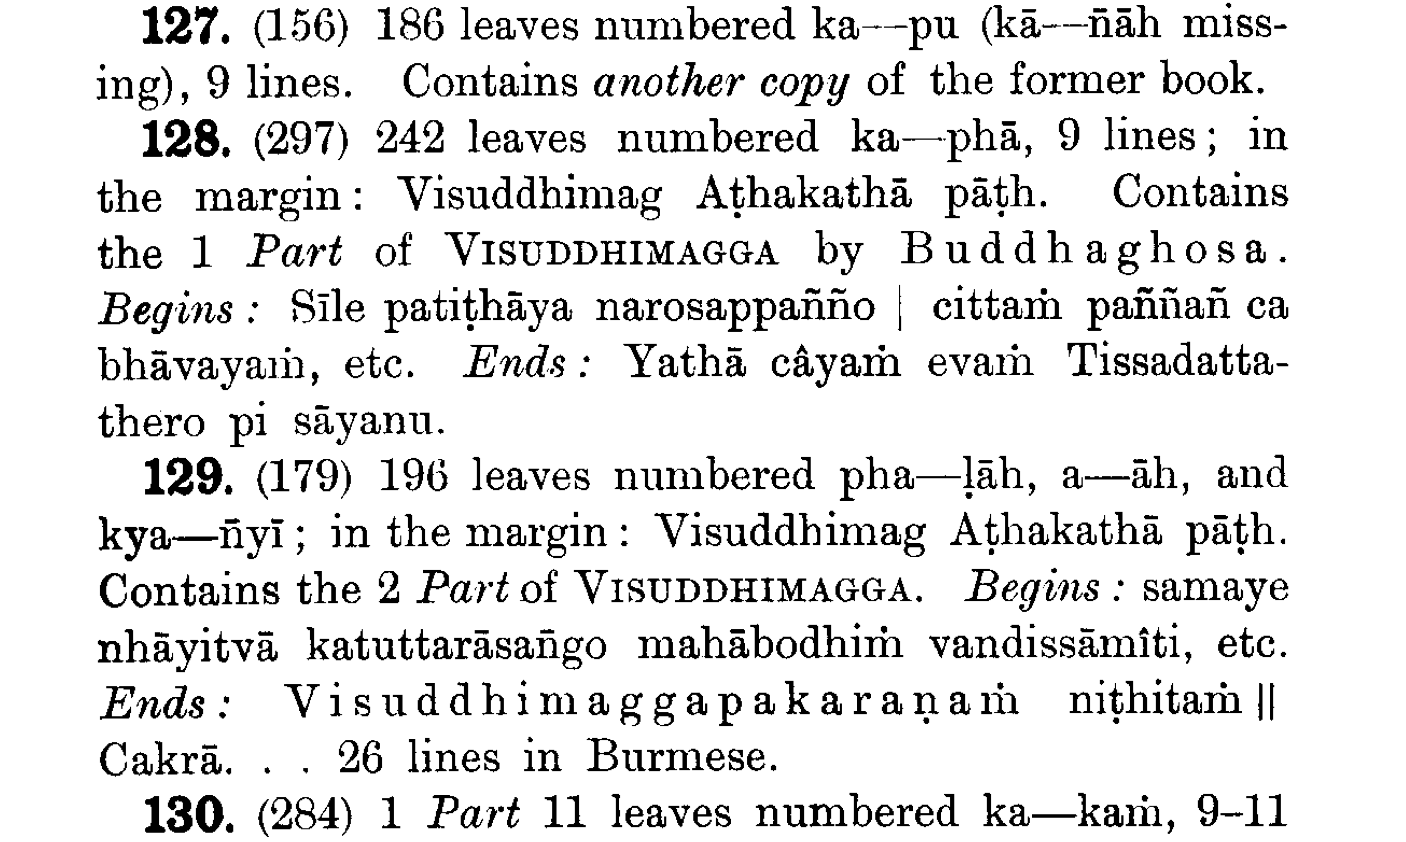 127. (156) 186 leaves numbered ka—pu (kā—ñāh miss-
ing), 9 lines. Contains another copy of the former book.
128. (297) 242 leaves numbered ka—phā, 9 lines; in
the margin: Visuddhimag Aṭhakathā pāṭh. Contains
the 1 Part of VISUDDHIMAGGA by Buddhaghosa.
Begins: Sīle patiṭhāya narosappañño | cittaṁ paññañ ca
bhāvayaṁ, etc. Ends: Yathā câyaṁ evaṁ Tissadatta-
thero pi sāyanu.
129. (179) 196 leaves numbered pha—ḷāh, a—āh, and
kya—ñyī; in the margin: Visuddhimag Aṭhakathā pāṭh.
Contains the 2 Part of VISUDDHIMAGGA. Begins: samaye
nhāyitvā katuttarāsañgo mahābodhiṁ vandissāmîti, etc.
Ends: Visuddhimaggapakaraṇaṁ niṭhitaṁ ||
Cakrā. . . 26 lines in Burmese.
130. (284) 1 Part 11 leaves numbered ka—kaṁ, 9–11